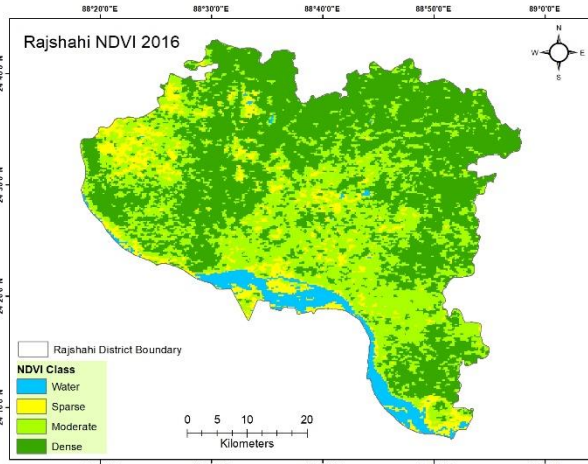 88°20'0"E 88°30'0"E 88°40'0"E 88°50'0"E 89°0'0"E
Rajshahi NDVI 2016
N
W E
S
Rajshahi District Boundary
NDVI Class
Water
Sparse
Moderate
Dense
0 5 10 20
Kilometers